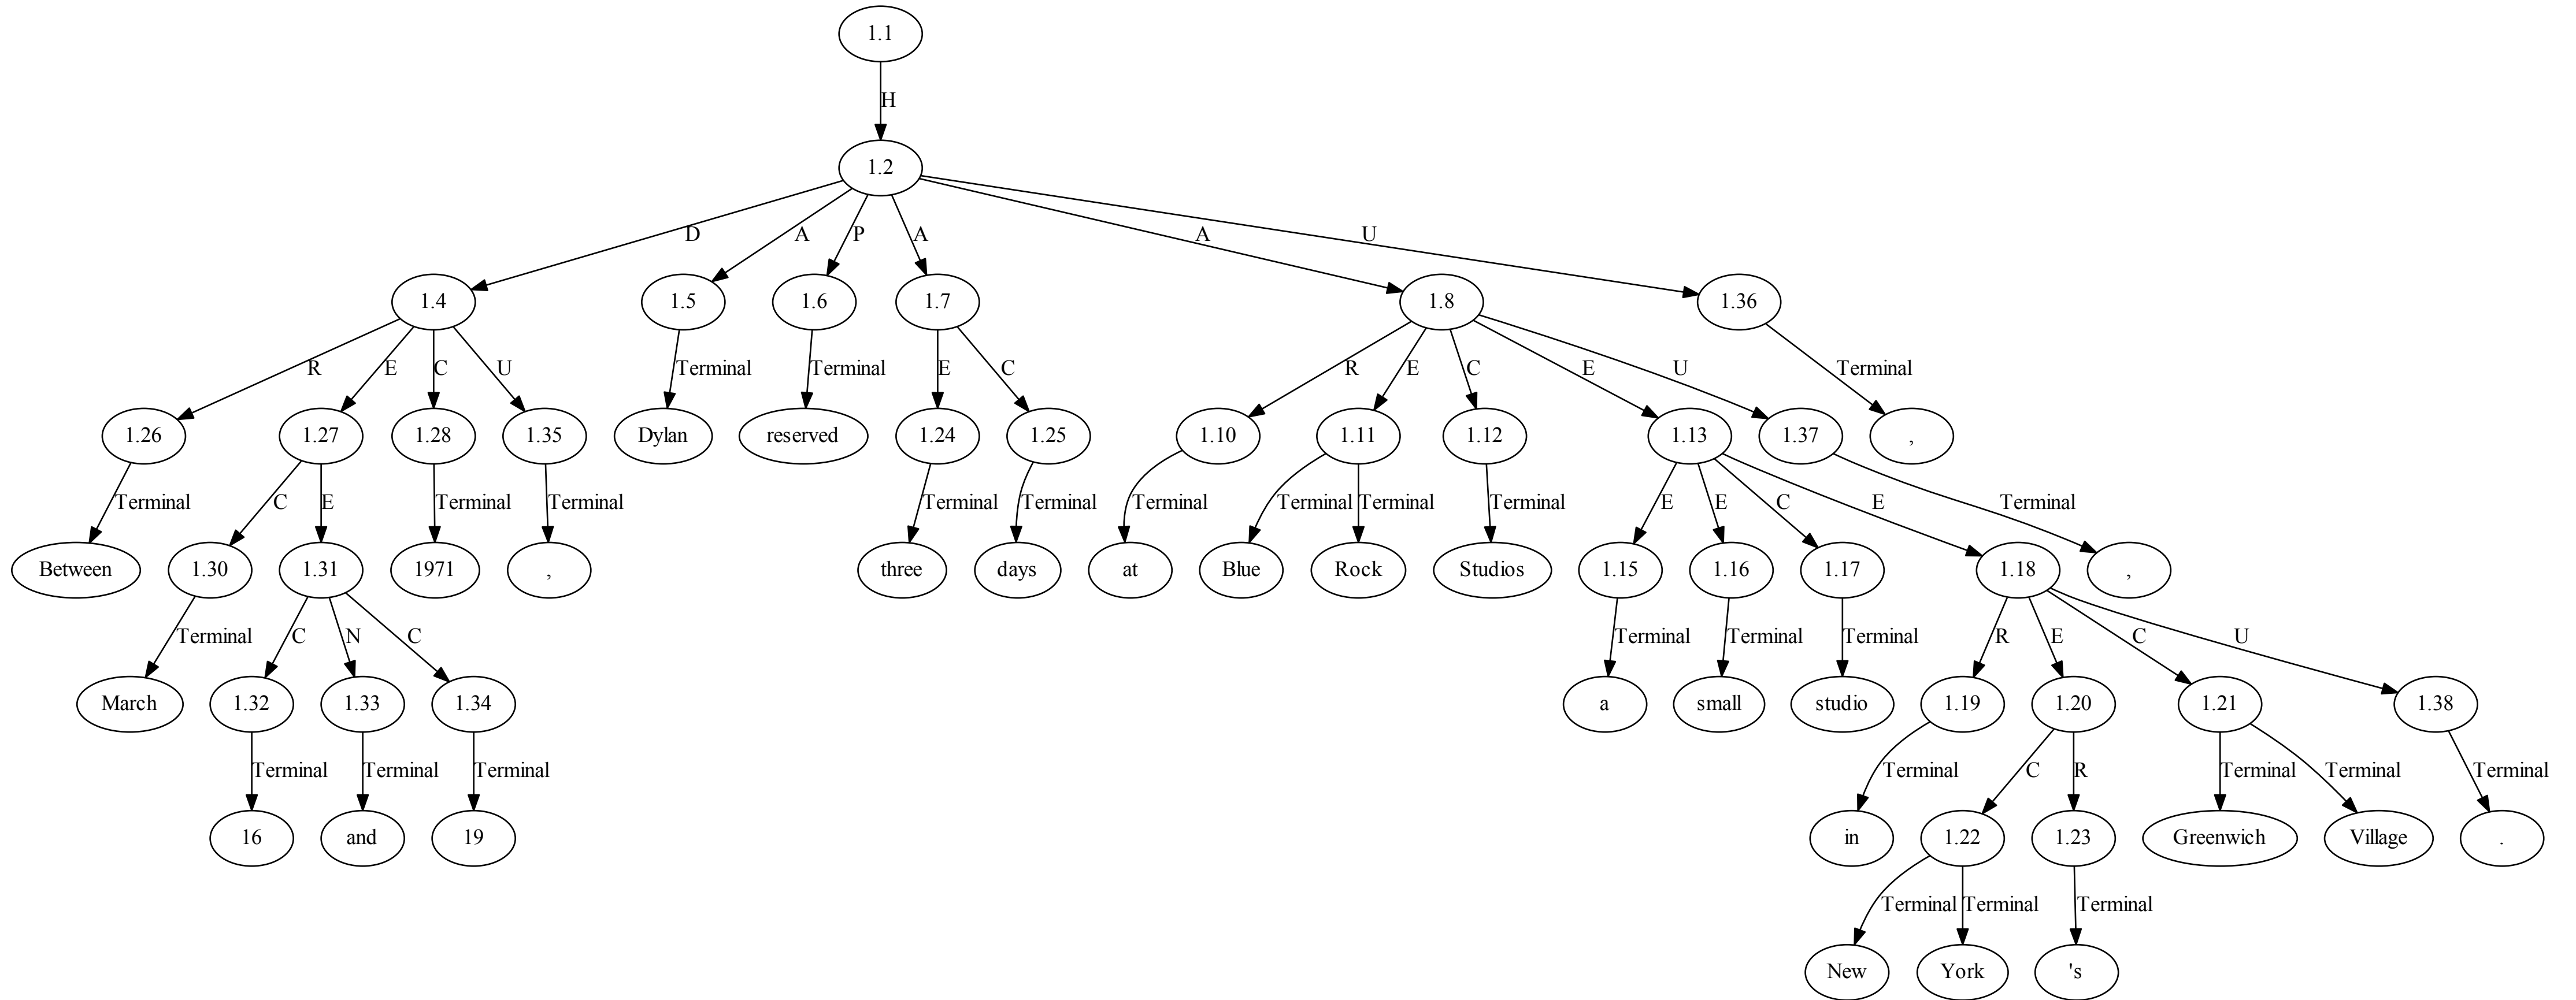 1.1
H
1.2
D A P A A U
1.4 1.5 1.6 1.7 1.8 1.36
R E C U Terminal Terminal E C R E C E U Terminal
1.26 1.27 1.28 1.35 Dylan reserved 1.24 1.25 1.10 1.11 1.12 1.13 1.37 ,
Terminal C E Terminal Terminal Terminal Terminal Terminal Terminal Terminal Terminal E E C E Terminal
Between 1.30 1.31 1971 , three days at Blue Rock Studios 1.15 1.16 1.17 1.18 ,
Terminal C N C Terminal Terminal Terminal R E C U
March 1.32 1.33 1.34 a small studio 1.19 1.20 1.21 1.38
Terminal Terminal Terminal Terminal C R Terminal Terminal Terminal
16 and 19 in 1.22 1.23 Greenwich Village .
Terminal Terminal Terminal
New York 's